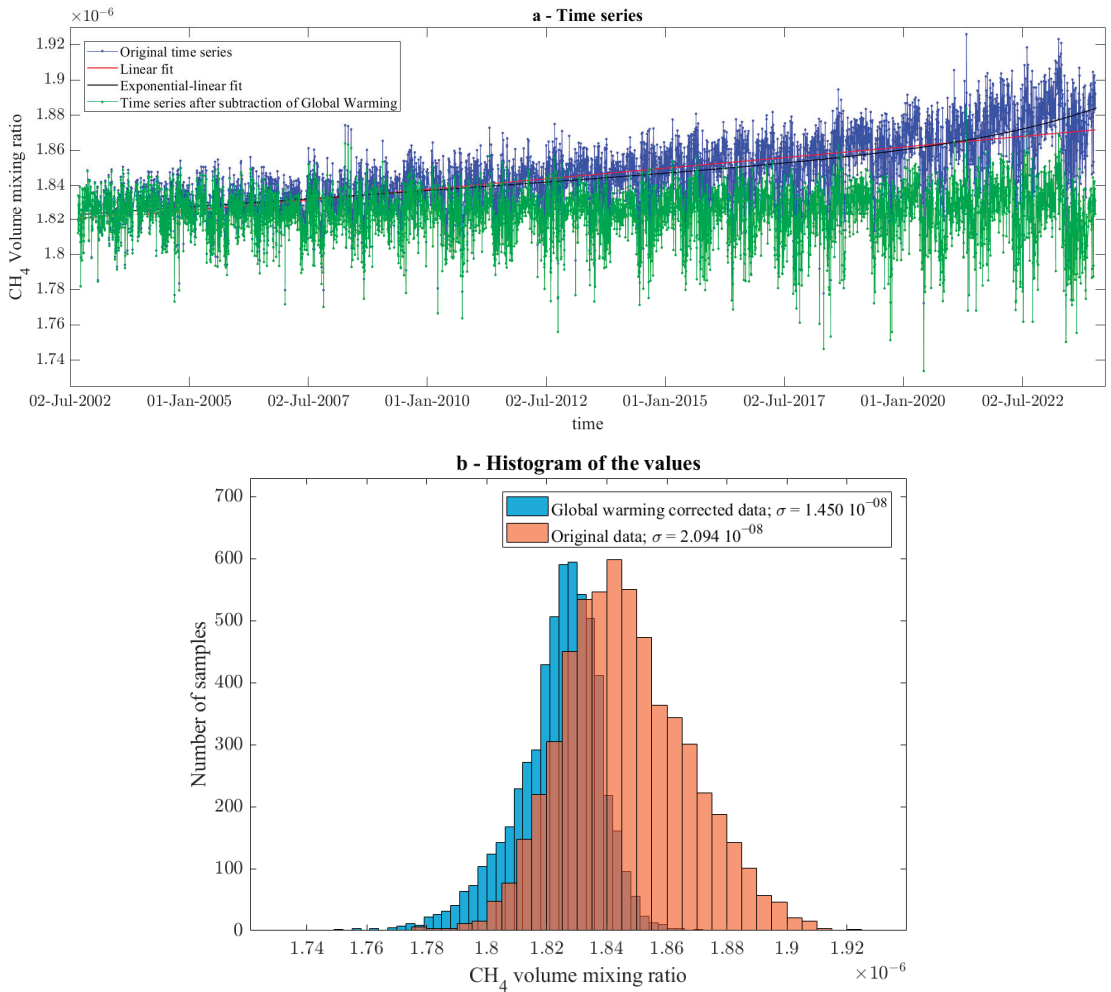 a - Time series
×10⁻⁶
1.92
1.9
1.88
1.86
1.84
1.82
1.8
1.78
1.76
1.74
CH₄ Volume mixing ratio
Original time series
Linear fit
Exponential-linear fit
Time series after subtraction of Global Warming
02-Jul-2002 01-Jan-2005 02-Jul-2007 01-Jan-2010 02-Jul-2012 01-Jan-2015 02-Jul-2017 01-Jan-2020 02-Jul-2022
time
b - Histogram of the values
700
600
500
400
300
200
100
0
Number of samples
Global warming corrected data; σ = 1.450 10⁻⁰⁸
Original data; σ = 2.094 10⁻⁰⁸
1.74 1.76 1.78 1.8 1.82 1.84 1.86 1.88 1.9 1.92
CH₄ volume mixing ratio
×10⁻⁶